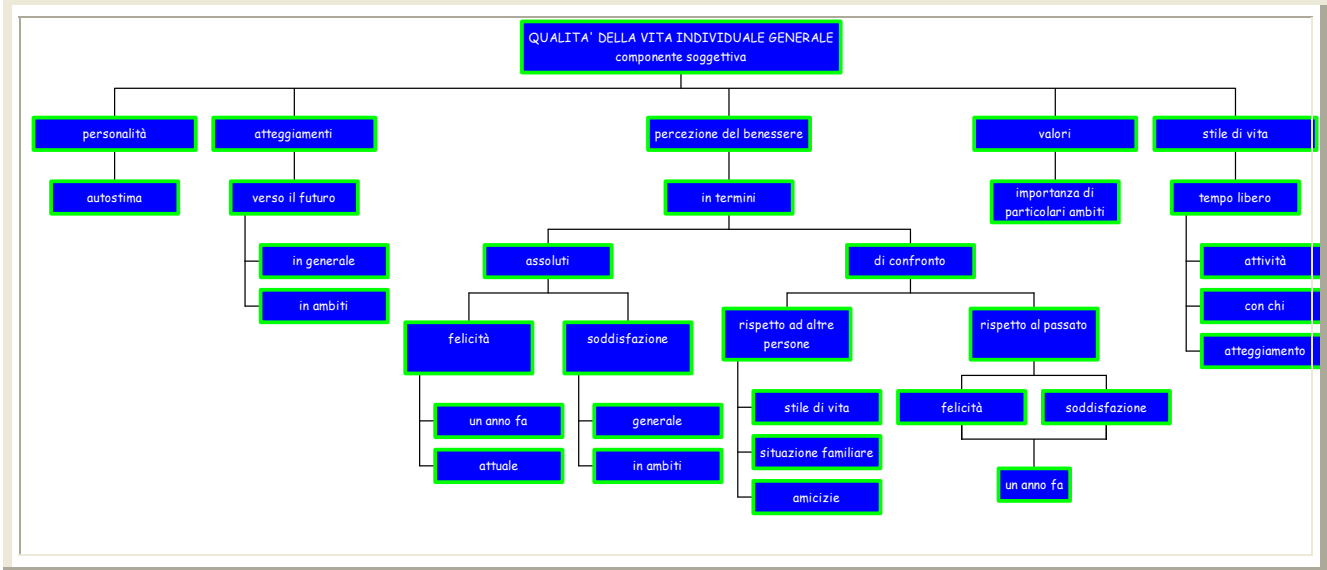 QUALITA' DELLA VITA INDIVIDUALE GENERALE
componente soggettiva
personalità
atteggiamenti
percezione del benessere
valori
stile di vita
autostima
verso il futuro
in termini
importanza di
particolari ambiti
tempo libero
in generale
assoluti
di confronto
attività
in ambiti
con chi
felicità
soddisfazione
rispetto ad altre
persone
rispetto al passato
atteggiamento
un anno fa
generale
stile di vita
felicità
soddisfazione
attuale
in ambiti
situazione familiare
amicizie
un anno fa